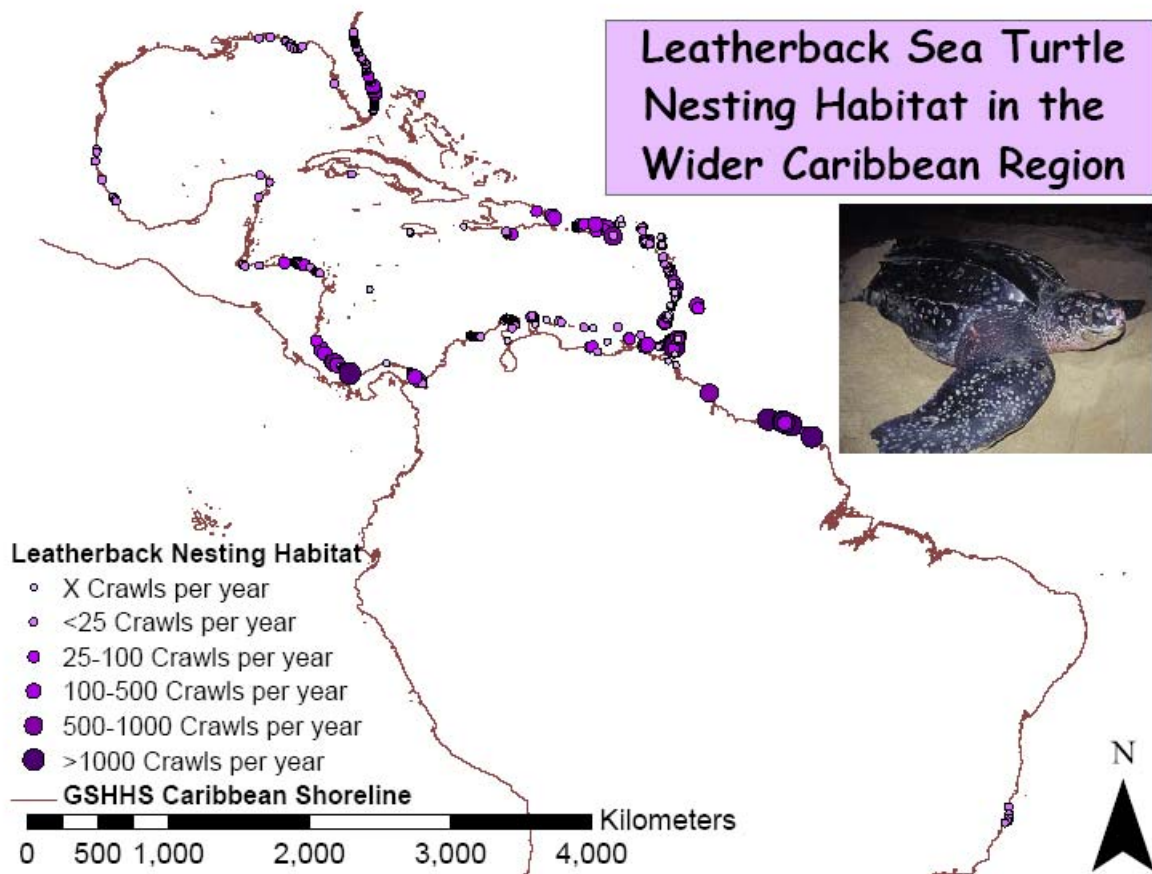 Leatherback Sea Turtle
Nesting Habitat in the
Wider Caribbean Region
Leatherback Nesting Habitat
X Crawls per year
<25 Crawls per year
25-100 Crawls per year
100-500 Crawls per year
500-1000 Crawls per year
>1000 Crawls per year
GSHHS Caribbean Shoreline
Kilometers
0 500 1,000 2,000 3,000 4,000
N